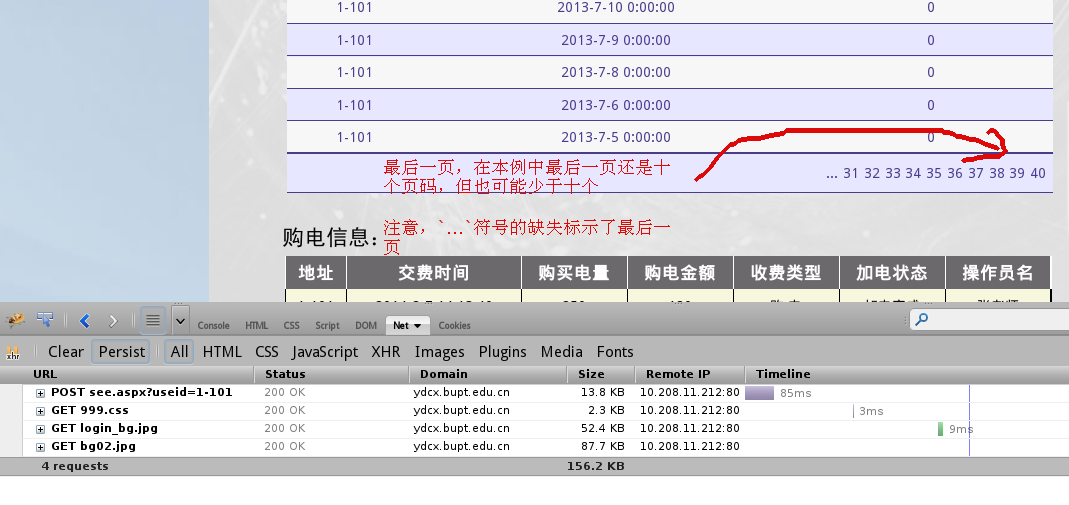 1-101 2013-7-10 0:00:00 0
1-101 2013-7-9 0:00:00 0
1-101 2013-7-8 0:00:00 0
1-101 2013-7-6 0:00:00 0
1-101 2013-7-5 0:00:00 0
最后一页，在本例中最后一页还是十
个页码，但也可能少于十个
... 31 32 33 34 35 36 37 38 39 40
注意，`...`符号的缺失标示了最后一
页
购电信息：
地址 交费时间 购买电量 购电金额 收费类型 加电状态 操作员名
Console HTML CSS Script DOM Net Cookies
xhr Clear Persist All HTML CSS JavaScript XHR Images Plugins Media Fonts
URL Status Domain Size Remote IP Timeline
POST see.aspx?useid=1-101 200 OK ydcx.bupt.edu.cn 13.8 KB 10.208.11.212:80 85ms
GET 999.css 200 OK ydcx.bupt.edu.cn 2.3 KB 10.208.11.212:80 3ms
GET login_bg.jpg 200 OK ydcx.bupt.edu.cn 52.4 KB 10.208.11.212:80 9ms
GET bg02.jpg 200 OK ydcx.bupt.edu.cn 87.7 KB 10.208.11.212:80
4 requests 156.2 KB